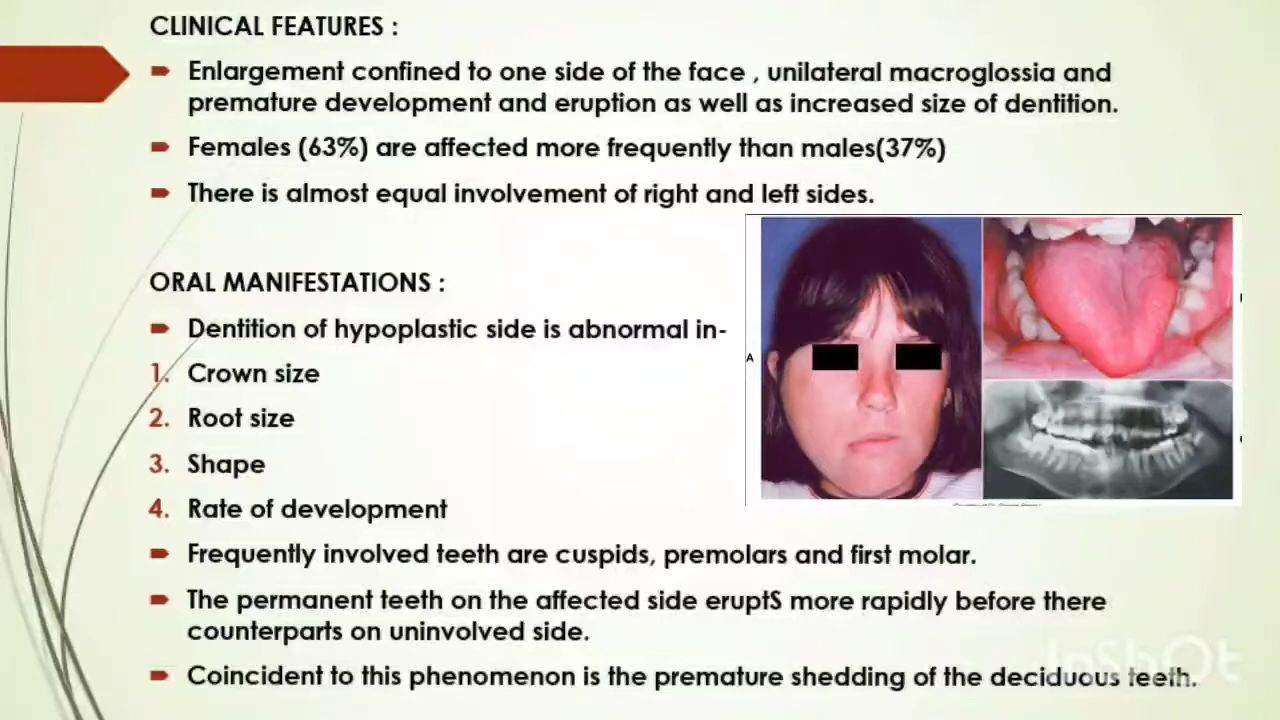 CLINICAL FEATURES :
Enlargement confined to one side of the face , unilateral macroglossia and
premature development and eruption as well as increased size of dentition.
Females (63%) are affected more frequently than males(37%)
There is almost equal involvement of right and left sides.
ORAL MANIFESTATIONS :
Dentition of hypoplastic side is abnormal in-
1. Crown size
2. Root size
3. Shape
4. Rate of development
A
Frequently involved teeth are cuspids, premolars and first molar.
The permanent teeth on the affected side eruptS more rapidly before there
counterparts on uninvolved side.
Coincident to this phenomenon is the premature shedding of the deciduous teeth.
InShOt